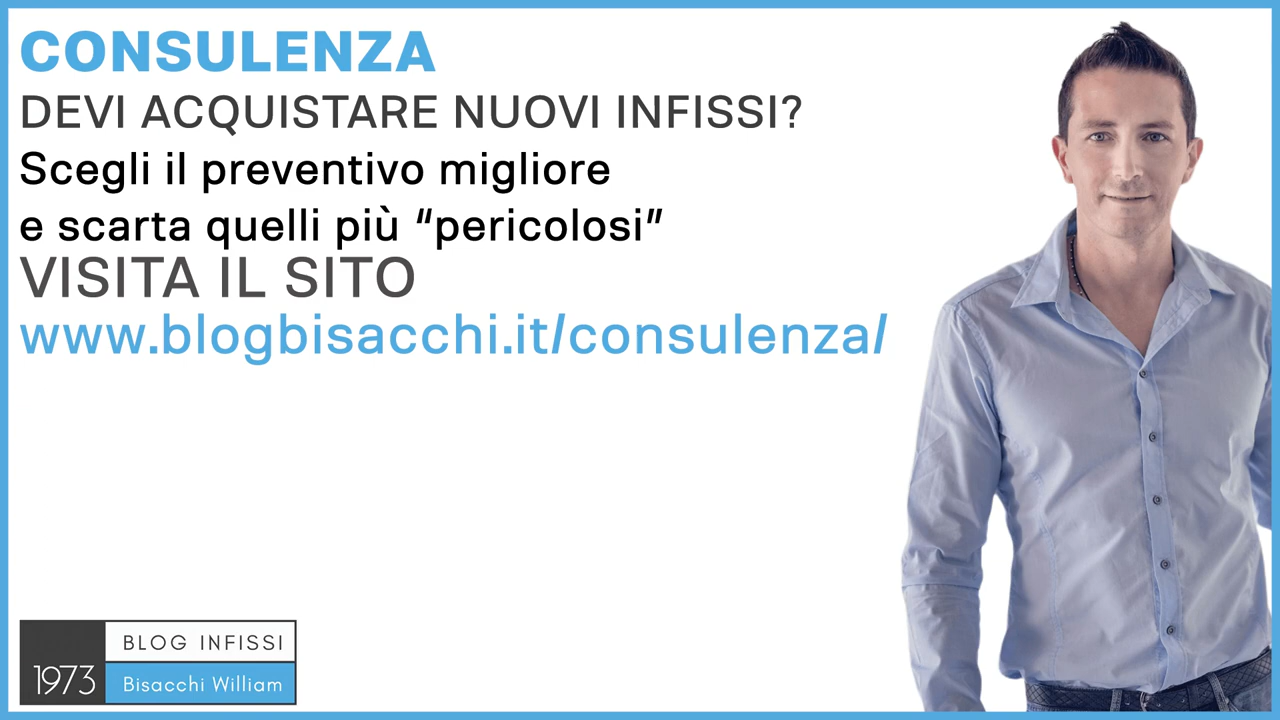 CONSULENZA
DEVI ACQUISTARE NUOVI INFISSI?
Scegli il preventivo migliore
e scarta quelli più “pericolosi”
VISITA IL SITO
www.blogbisacchi.it/consulenza/
BLOG INFISSI
1973 Bisacchi William